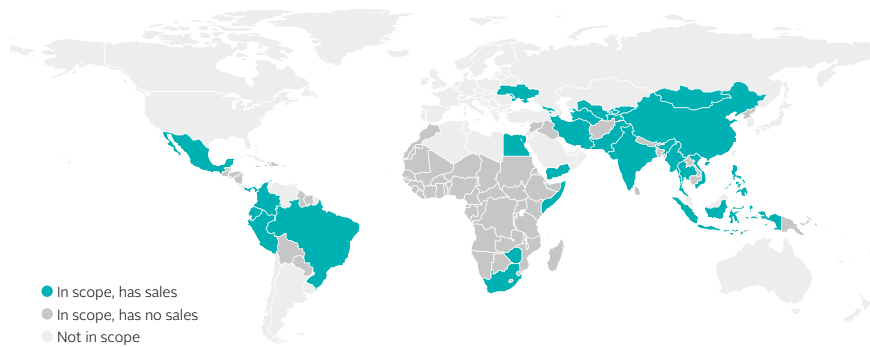 In scope, has sales
In scope, has no sales
Not in scope